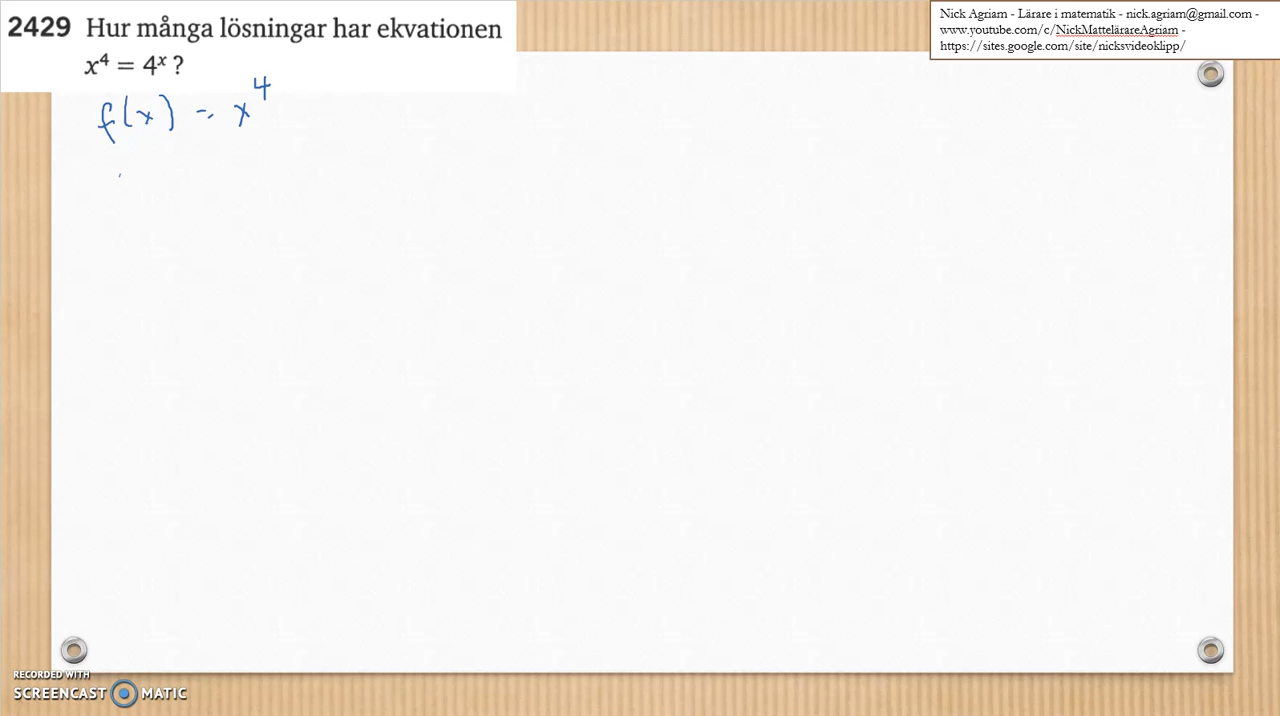 2429 Hur många lösningar har ekvationen
x⁴ = 4ˣ ?
f(x) = x⁴
Nick Agriam - Lärare i matematik - nick.agriam@gmail.com -
www.youtube.com/c/NickMattelärareAgriam -
https://sites.google.com/site/nicksvideoklipp/
RECORDED WITH
SCREENCAST MATIC